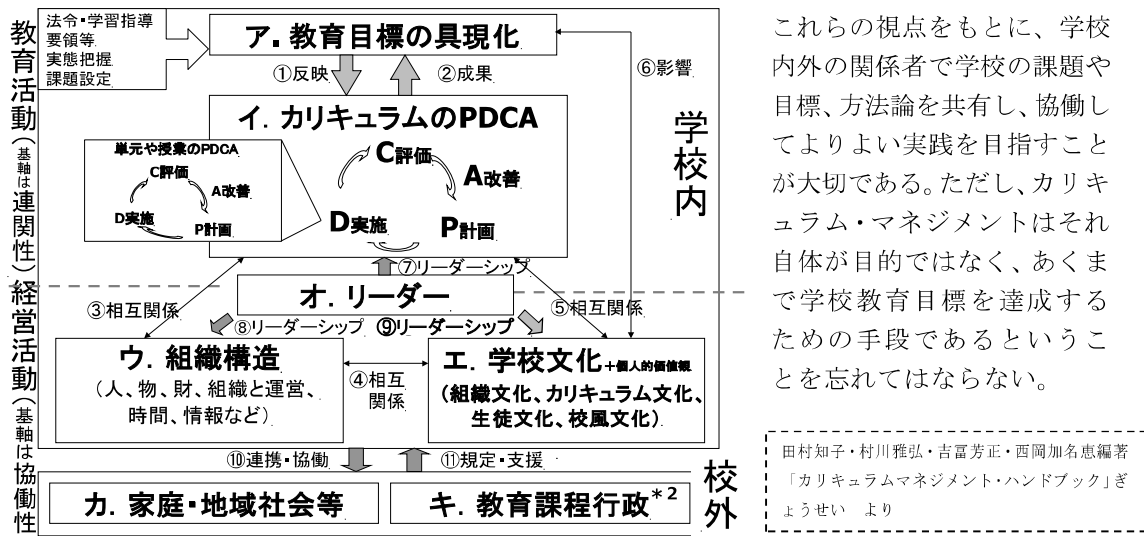 教育活動（基軸は連関性）
経営活動（基軸は協働性）
法令・学習指導
要領等
実態把握
課題設定
ア．教育目標の具現化
①反映
②成果
⑥影響
イ．カリキュラムのPDCA
単元や授業のPDCA
C評価
A改善
D実施
P計画
C評価
A改善
D実施
P計画
学校内
⑦リーダーシップ
オ．リーダー
③相互関係
⑤相互関係
⑧リーダーシップ
⑨リーダーシップ
ウ．組織構造
（人、物、財、組織と運営、
時間、情報など）
④相互
関係
エ．学校文化＋個人的価値観
（組織文化、カリキュラム文化、
生徒文化、校風文化）
⑩連携・協働
⑪規定・支援
カ．家庭・地域社会等
キ．教育課程行政*2
校外
これらの視点をもとに、学校
内外の関係者で学校の課題や
目標、方法論を共有し、協働し
てよりよい実践を目指すこと
が大切である。ただし、カリキ
ュラム・マネジメントはそれ
自体が目的ではなく、あくま
で学校教育目標を達成する
ための手段であるというこ
とを忘れてはならない。
田村知子・村川雅弘・吉冨芳正・西岡加名恵編著
「カリキュラムマネジメント・ハンドブック」ぎ
ょうせい　より